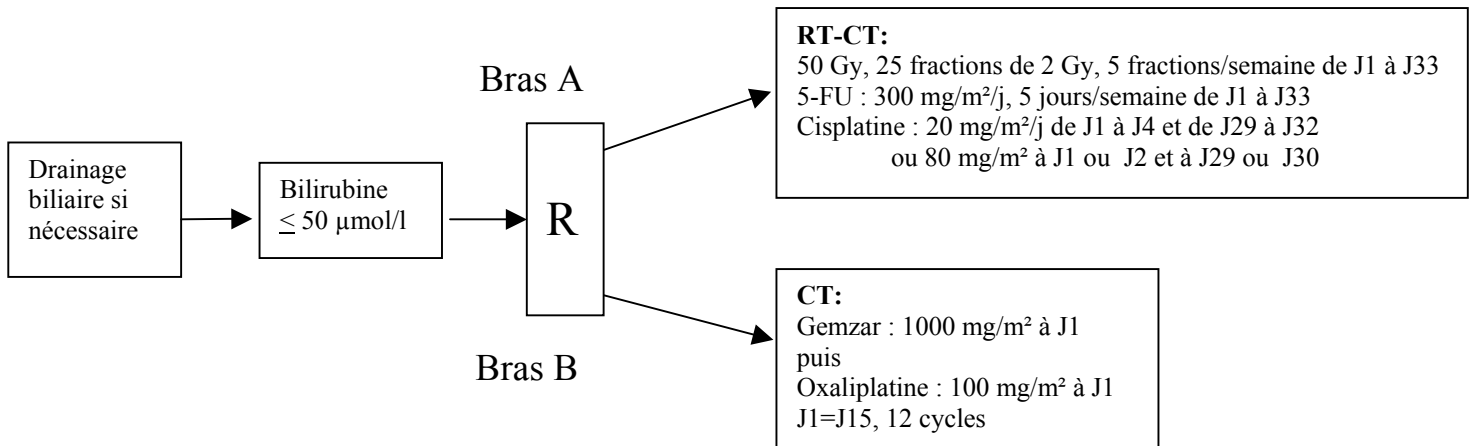 Drainage
biliaire si
nécessaire
Bilirubine
≤ 50 µmol/l
Bras A
R
Bras B
RT-CT:
50 Gy, 25 fractions de 2 Gy, 5 fractions/semaine de J1 à J33
5-FU : 300 mg/m²/j, 5 jours/semaine de J1 à J33
Cisplatine : 20 mg/m²/j de J1 à J4 et de J29 à J32
ou 80 mg/m² à J1 ou J2 et à J29 ou J30
CT:
Gemzar : 1000 mg/m² à J1
puis
Oxaliplatine : 100 mg/m² à J1
J1=J15, 12 cycles